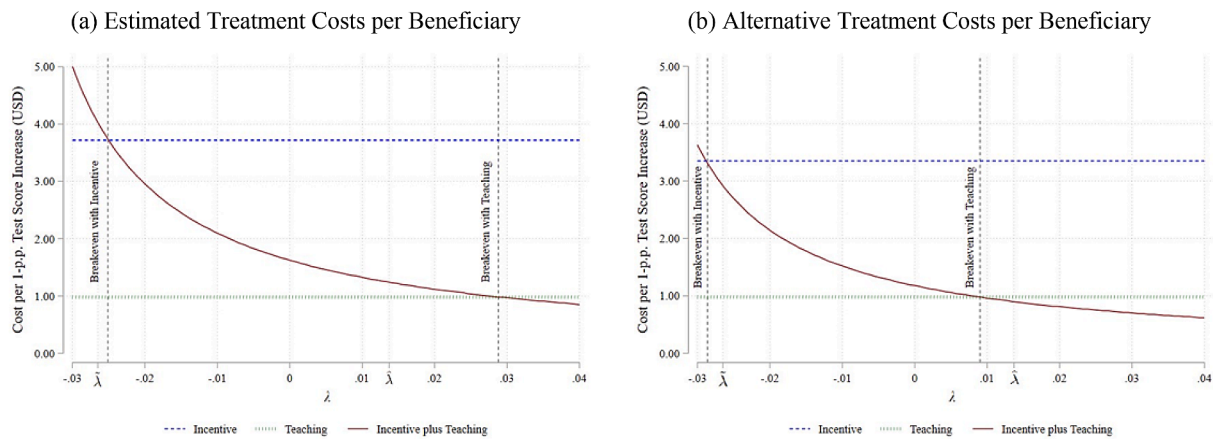 (a) Estimated Treatment Costs per Beneficiary
Cost per 1-p.p. Test Score Increase (USD)
5.00
4.00
3.00
2.00
1.00
0.00
Breakeven with Incentive
Breakeven with Teaching
-.03
λ̃
-.02
-.01
0
.01
λ̂
.02
.03
.04
λ
Incentive
Teaching
Incentive plus Teaching
(b) Alternative Treatment Costs per Beneficiary
Cost per 1-p.p. Test Score Increase (USD)
5.00
4.00
3.00
2.00
1.00
0.00
Breakeven with Incentive
Breakeven with Teaching
-.03
λ̃
-.02
-.01
0
.01
λ̂
.02
.03
.04
λ
Incentive
Teaching
Incentive plus Teaching